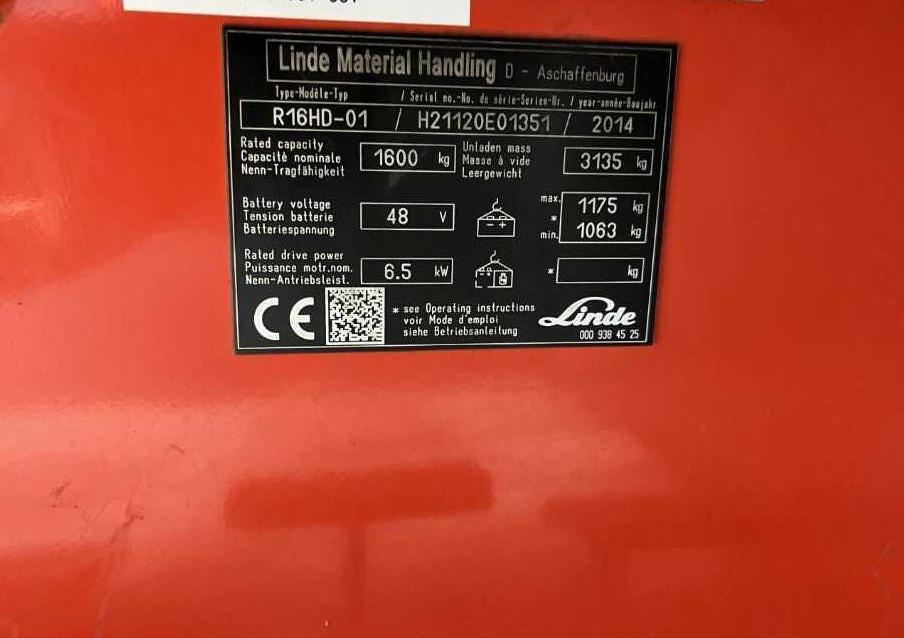 Linde Material Handling D - Aschaffenburg
Type-Modèle-Typ / Serial no.-No. de série-Serien-Nr. / year-année-Baujahr
R16HD-01 / H21120E01351 / 2014
Rated capacity
Capacité nominale
Nenn-Tragfähigkeit
1600 kg
Unladen mass
Masse à vide
Leergewicht
3135 kg
Battery voltage
Tension batterie
Batteriespannung
48 V
max. 1175 kg
*
min. 1063 kg
Rated drive power
Puissance motr.nom.
Nenn-Antriebsleist.
6.5 kW
* kg
CE
* see Operating instructions
voir Mode d'emploi
siehe Betriebsanleitung
Linde
000 938 45 25